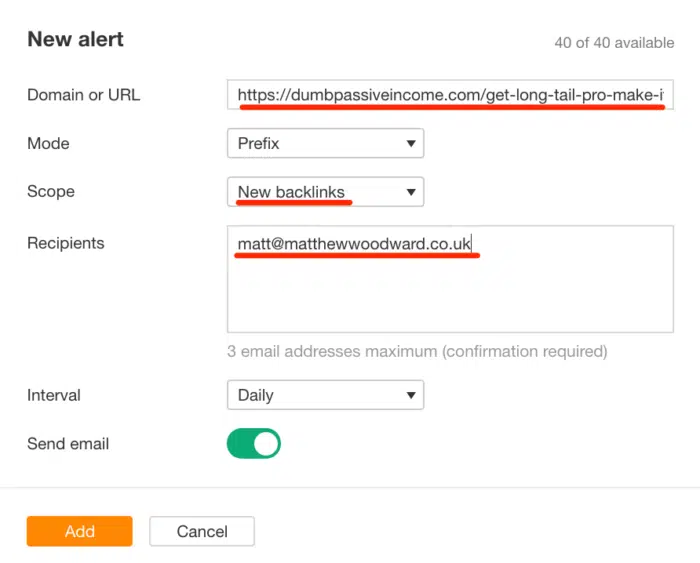 New alert
40 of 40 available
Domain or URL
https://dumbpassiveincome.com/get-long-tail-pro-make-i
Mode
Prefix
Scope
New backlinks
Recipients
matt@matthewwoodward.co.uk
3 email addresses maximum (confirmation required)
Interval
Daily
Send email
Add
Cancel